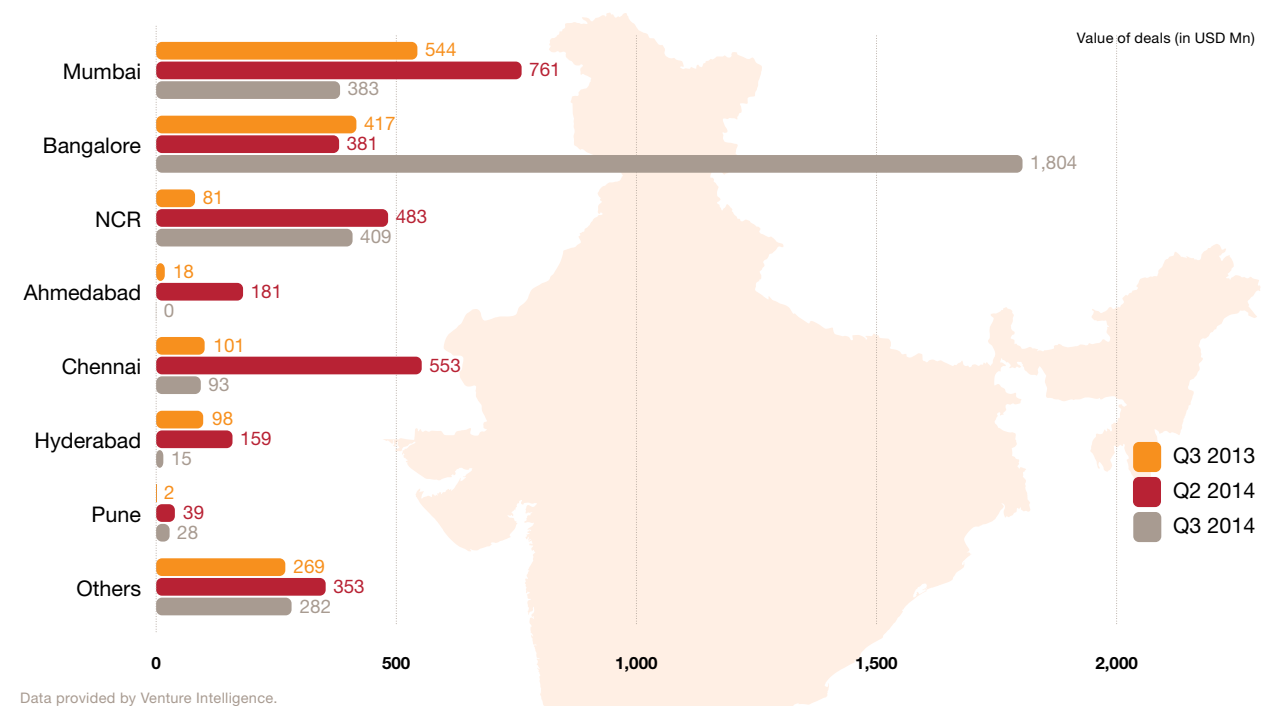 Value of deals (in USD Mn)
544
Mumbai 761
383
417
Bangalore 381
1,804
81
NCR 483
409
18
Ahmedabad 181
0
101
Chennai 553
93
98
Hyderabad 159
15
2
Pune 39
28
269
Others 353
282
Q3 2013
Q2 2014
Q3 2014
0 500 1,000 1,500 2,000
Data provided by Venture Intelligence.